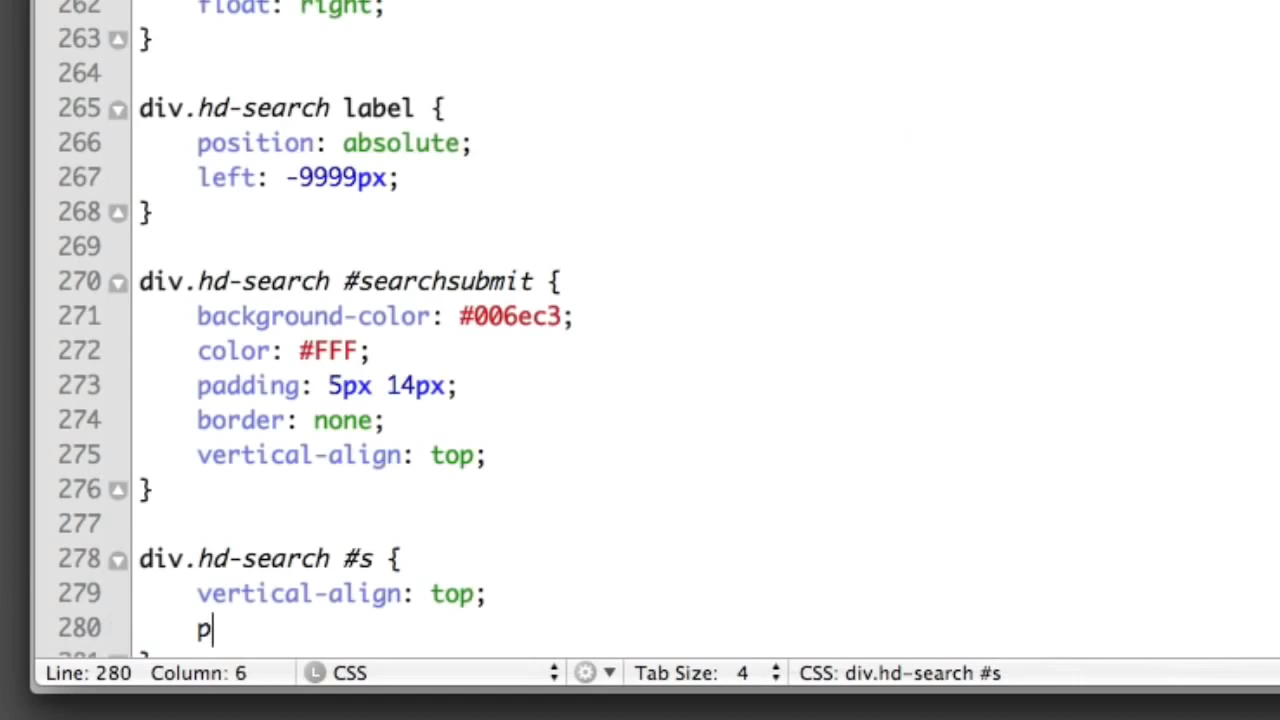 262 float: right;
263 }
264
265 div.hd-search label {
266 position: absolute;
267 left: -9999px;
268 }
269
270 div.hd-search #searchsubmit {
271 background-color: #006ec3;
272 color: #FFF;
273 padding: 5px 14px;
274 border: none;
275 vertical-align: top;
276 }
277
278 div.hd-search #s {
279 vertical-align: top;
280 p
Line: 280 Column: 6 L CSS Tab Size: 4 CSS: div.hd-search #s